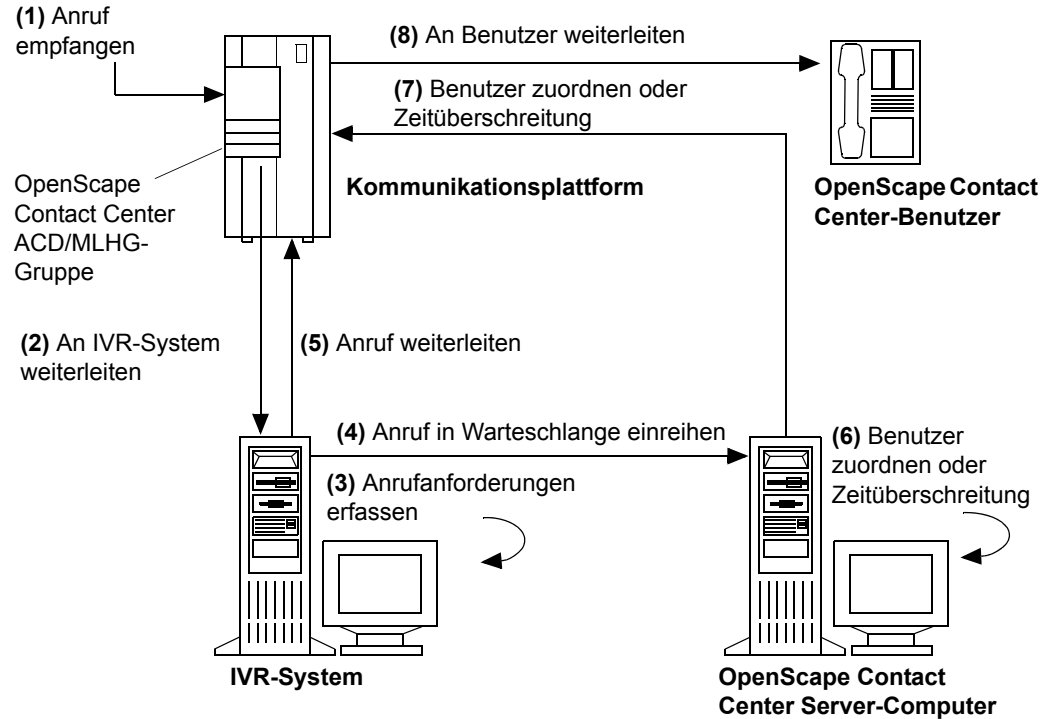 (1) Anruf
empfangen
(8) An Benutzer weiterleiten
(7) Benutzer zuordnen oder
Zeitüberschreitung
OpenScape
Contact Center
ACD/MLHG-
Gruppe
Kommunikationsplattform
OpenScape Contact
Center-Benutzer
(2) An IVR-System
weiterleiten
(5) Anruf weiterleiten
(4) Anruf in Warteschlange einreihen
(3) Anrufanforderungen
erfassen
(6) Benutzer
zuordnen oder
Zeitüberschreitung
IVR-System
OpenScape Contact
Center Server-Computer